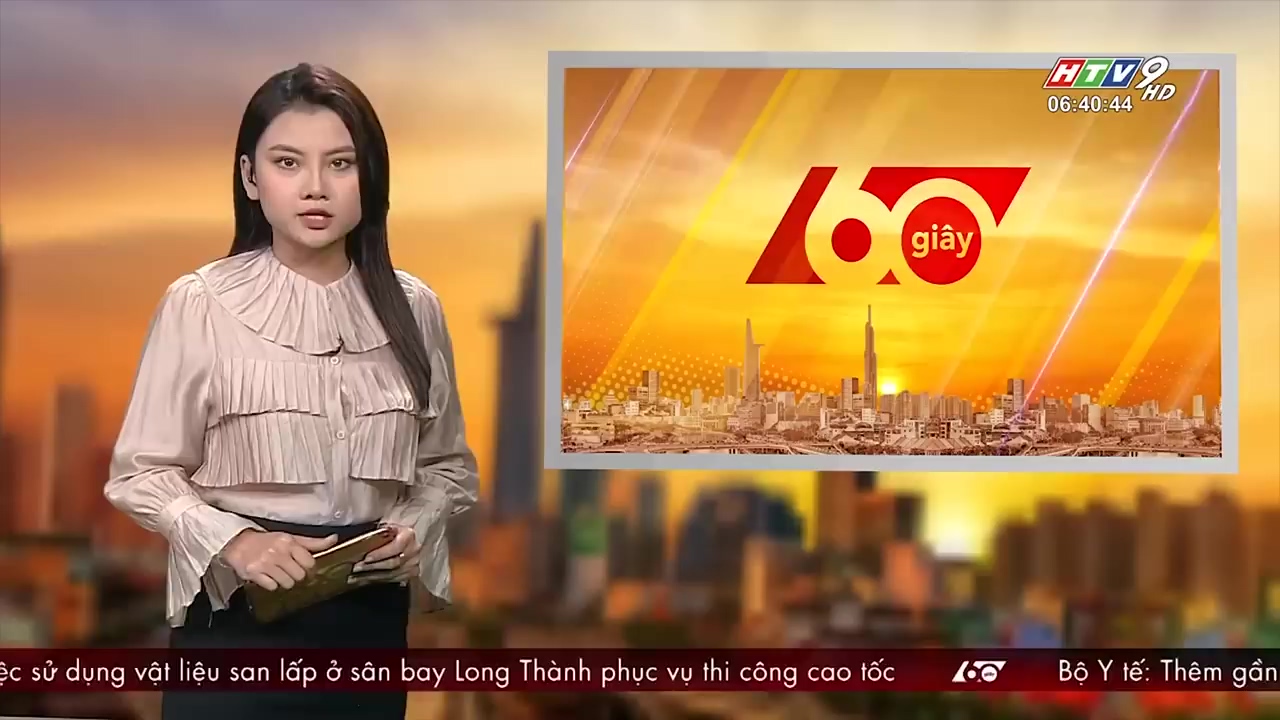 HTV9
HD
06:40:44
60
giây
ệc sử dụng vật liệu san lấp ở sân bay Long Thành phục vụ thi công cao tốc
60 giây
Bộ Y tế: Thêm gần